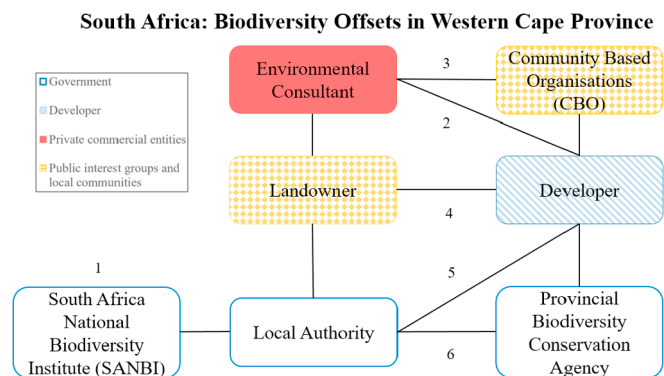 South Africa: Biodiversity Offsets in Western Cape Province
Government
Developer
Private commercial entities
Public interest groups and
local communities
Environmental
Consultant
3
Community Based
Organisations
(CBO)
2
Landowner
4
Developer
1
South Africa
National
Biodiversity
Institute (SANBI)
Local Authority
5
6
Provincial
Biodiversity
Conservation
Agency